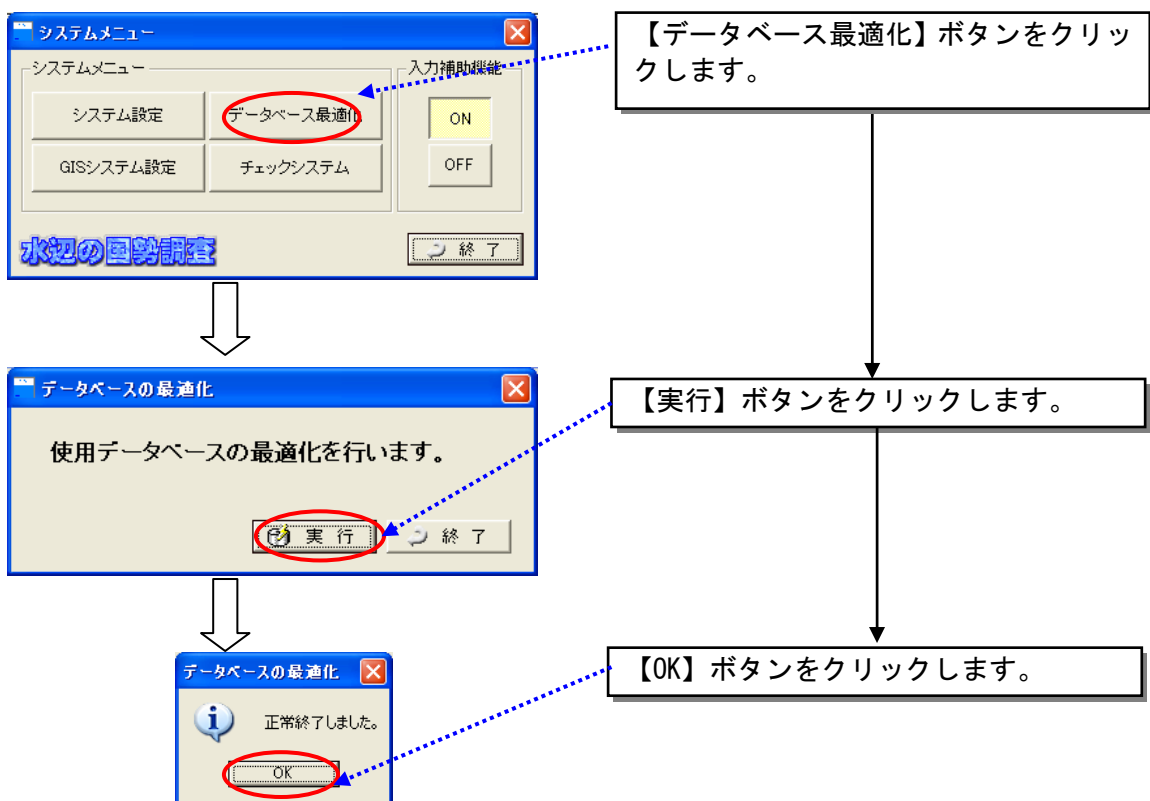 システムメニュー
【データベース最適化】ボタンをクリッ
クします。
システムメニュー
入力補助機能
システム設定
データベース最適化
ON
GISシステム設定
チェックシステム
OFF
水辺の国勢調査
終 了
データベースの最適化
【実行】ボタンをクリックします。
使用データベースの最適化を行います。
実 行
終 了
データベースの最適化
【OK】ボタンをクリックします。
正常終了しました。
OK